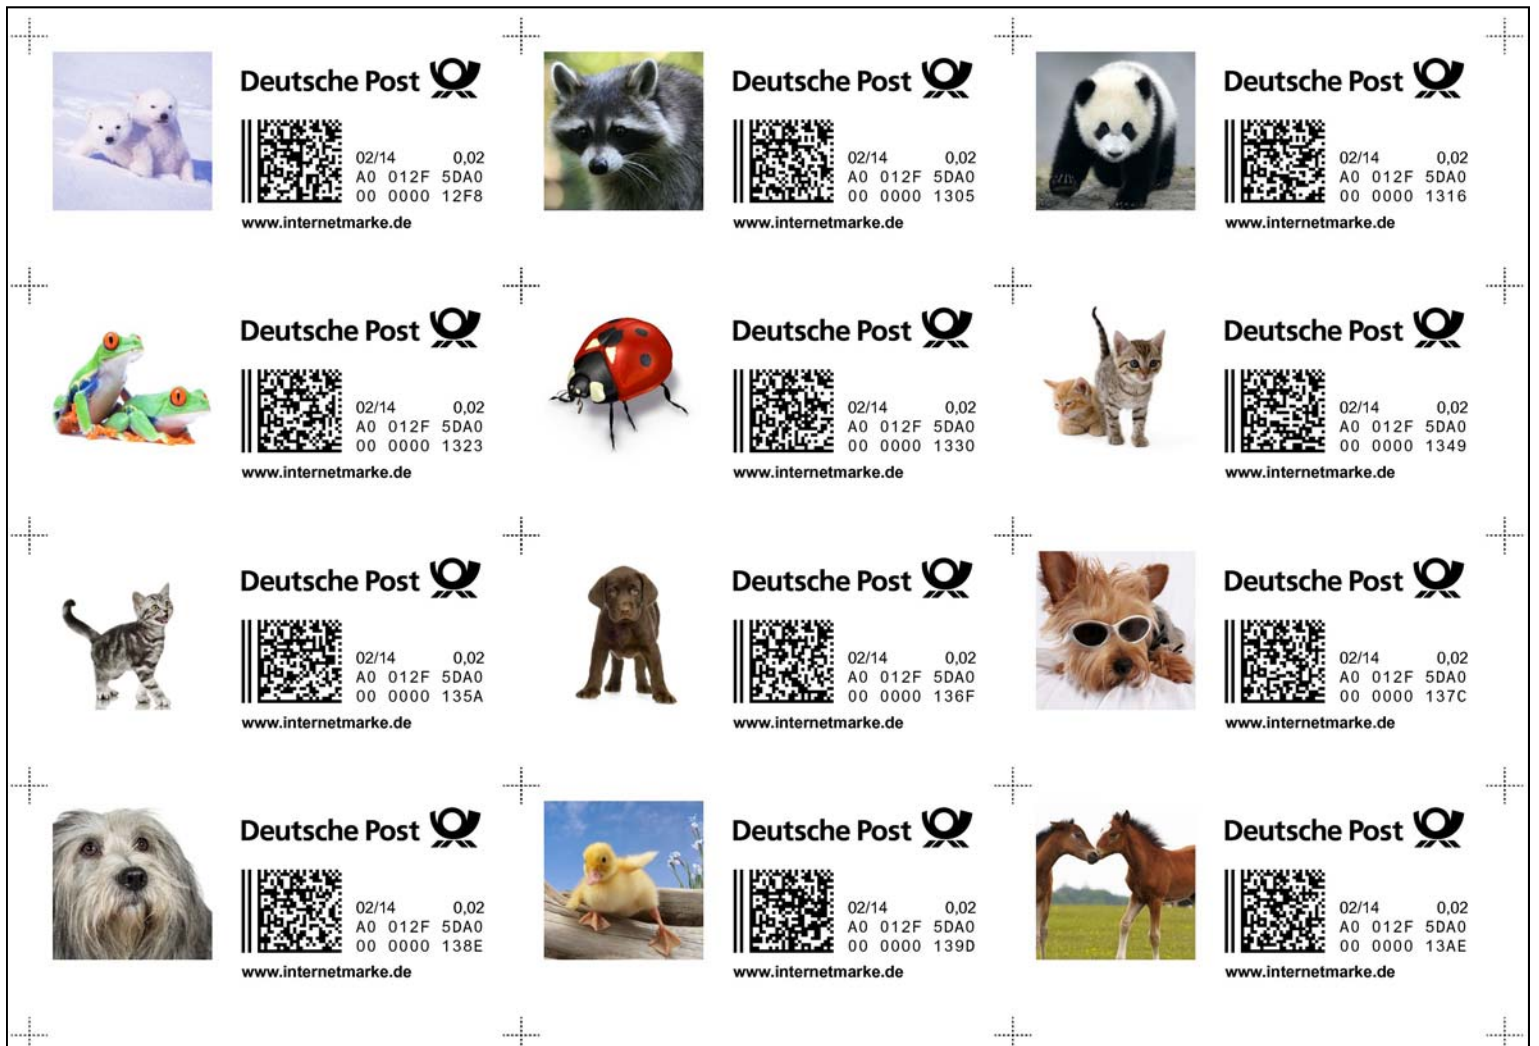 Deutsche Post
02/14 0,02
A0 012F 5DA0
00 0000 12F8
www.internetmarke.de
Deutsche Post
02/14 0,02
A0 012F 5DA0
00 0000 1305
www.internetmarke.de
Deutsche Post
02/14 0,02
A0 012F 5DA0
00 0000 1316
www.internetmarke.de
Deutsche Post
02/14 0,02
A0 012F 5DA0
00 0000 1323
www.internetmarke.de
Deutsche Post
02/14 0,02
A0 012F 5DA0
00 0000 1330
www.internetmarke.de
Deutsche Post
02/14 0,02
A0 012F 5DA0
00 0000 1349
www.internetmarke.de
Deutsche Post
02/14 0,02
A0 012F 5DA0
00 0000 135A
www.internetmarke.de
Deutsche Post
02/14 0,02
A0 012F 5DA0
00 0000 136F
www.internetmarke.de
Deutsche Post
02/14 0,02
A0 012F 5DA0
00 0000 137C
www.internetmarke.de
Deutsche Post
02/14 0,02
A0 012F 5DA0
00 0000 138E
www.internetmarke.de
Deutsche Post
02/14 0,02
A0 012F 5DA0
00 0000 139D
www.internetmarke.de
Deutsche Post
02/14 0,02
A0 012F 5DA0
00 0000 13AE
www.internetmarke.de